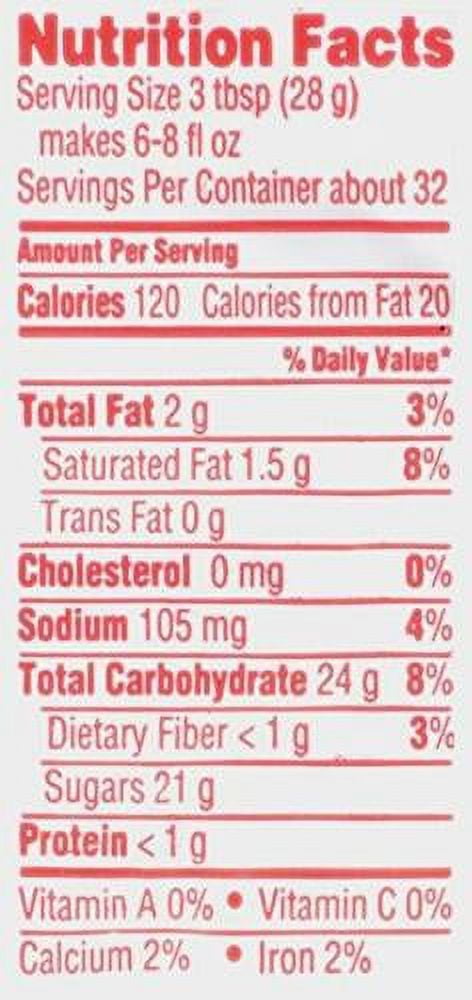 Nutrition Facts
Serving Size 3 tbsp (28 g)
makes 6-8 fl oz
Servings Per Container about 32
Amount Per Serving
Calories 120 Calories from Fat 20
% Daily Value*
Total Fat 2 g 3%
Saturated Fat 1.5 g 8%
Trans Fat 0 g
Cholesterol 0 mg 0%
Sodium 105 mg 4%
Total Carbohydrate 24 g 8%
Dietary Fiber < 1 g 3%
Sugars 21 g
Protein < 1 g
Vitamin A 0% • Vitamin C 0%
Calcium 2% • Iron 2%